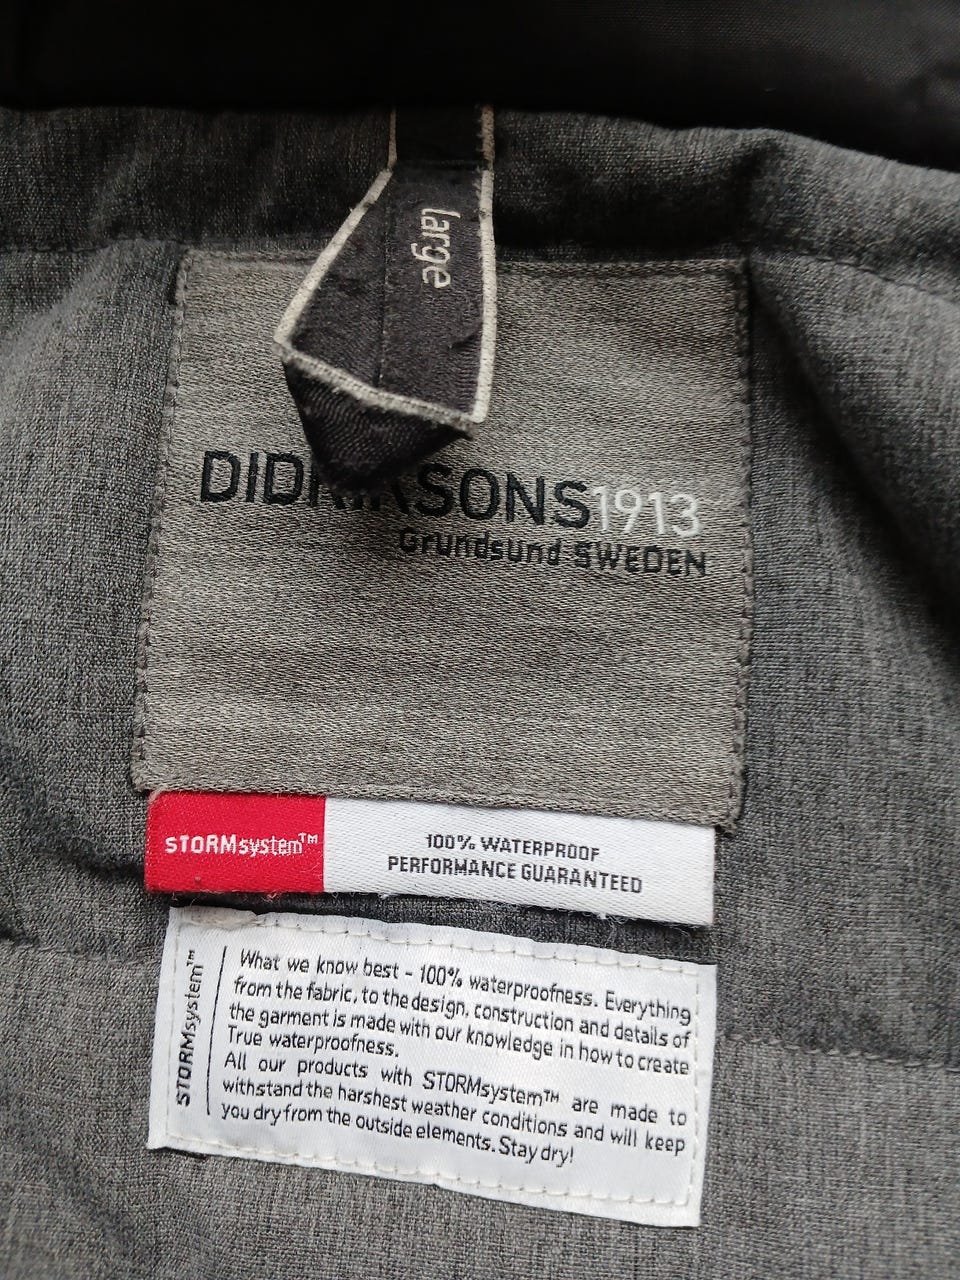 large
DIDRIKSONS1913
Grundsund SWEDEN
STORMsystem™
100% WATERPROOF
PERFORMANCE GUARANTEED
STORMsystem™
What we know best - 100% waterproofness. Everything
from the fabric, to the design, construction and details of
the garment is made with our knowledge in how to create
True waterproofness.
All our products with STORMsystem™ are made to
withstand the harshest weather conditions and will keep
you dry from the outside elements. Stay dry!